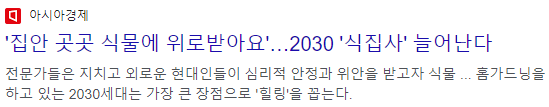 아시아경제
'집안 곳곳 식물에 위로받아요'…2030 '식집사' 늘어난다
전문가들은 지치고 외로운 현대인들이 심리적 안정과 위안을 받고자 식물 ... 홈가드닝을
하고 있는 2030세대는 가장 큰 장점으로 '힐링'을 꼽는다.